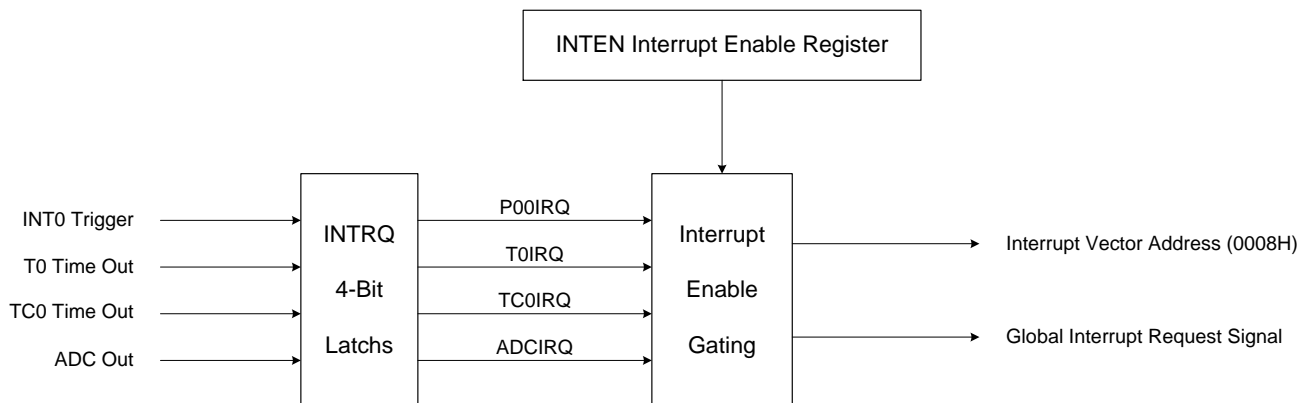 INTEN Interrupt Enable Register
INT0 Trigger
T0 Time Out
TC0 Time Out
ADC Out
INTRQ
4-Bit
Latchs
P00IRQ
T0IRQ
TC0IRQ
ADCIRQ
Interrupt
Enable
Gating
Interrupt Vector Address (0008H)
Global Interrupt Request Signal